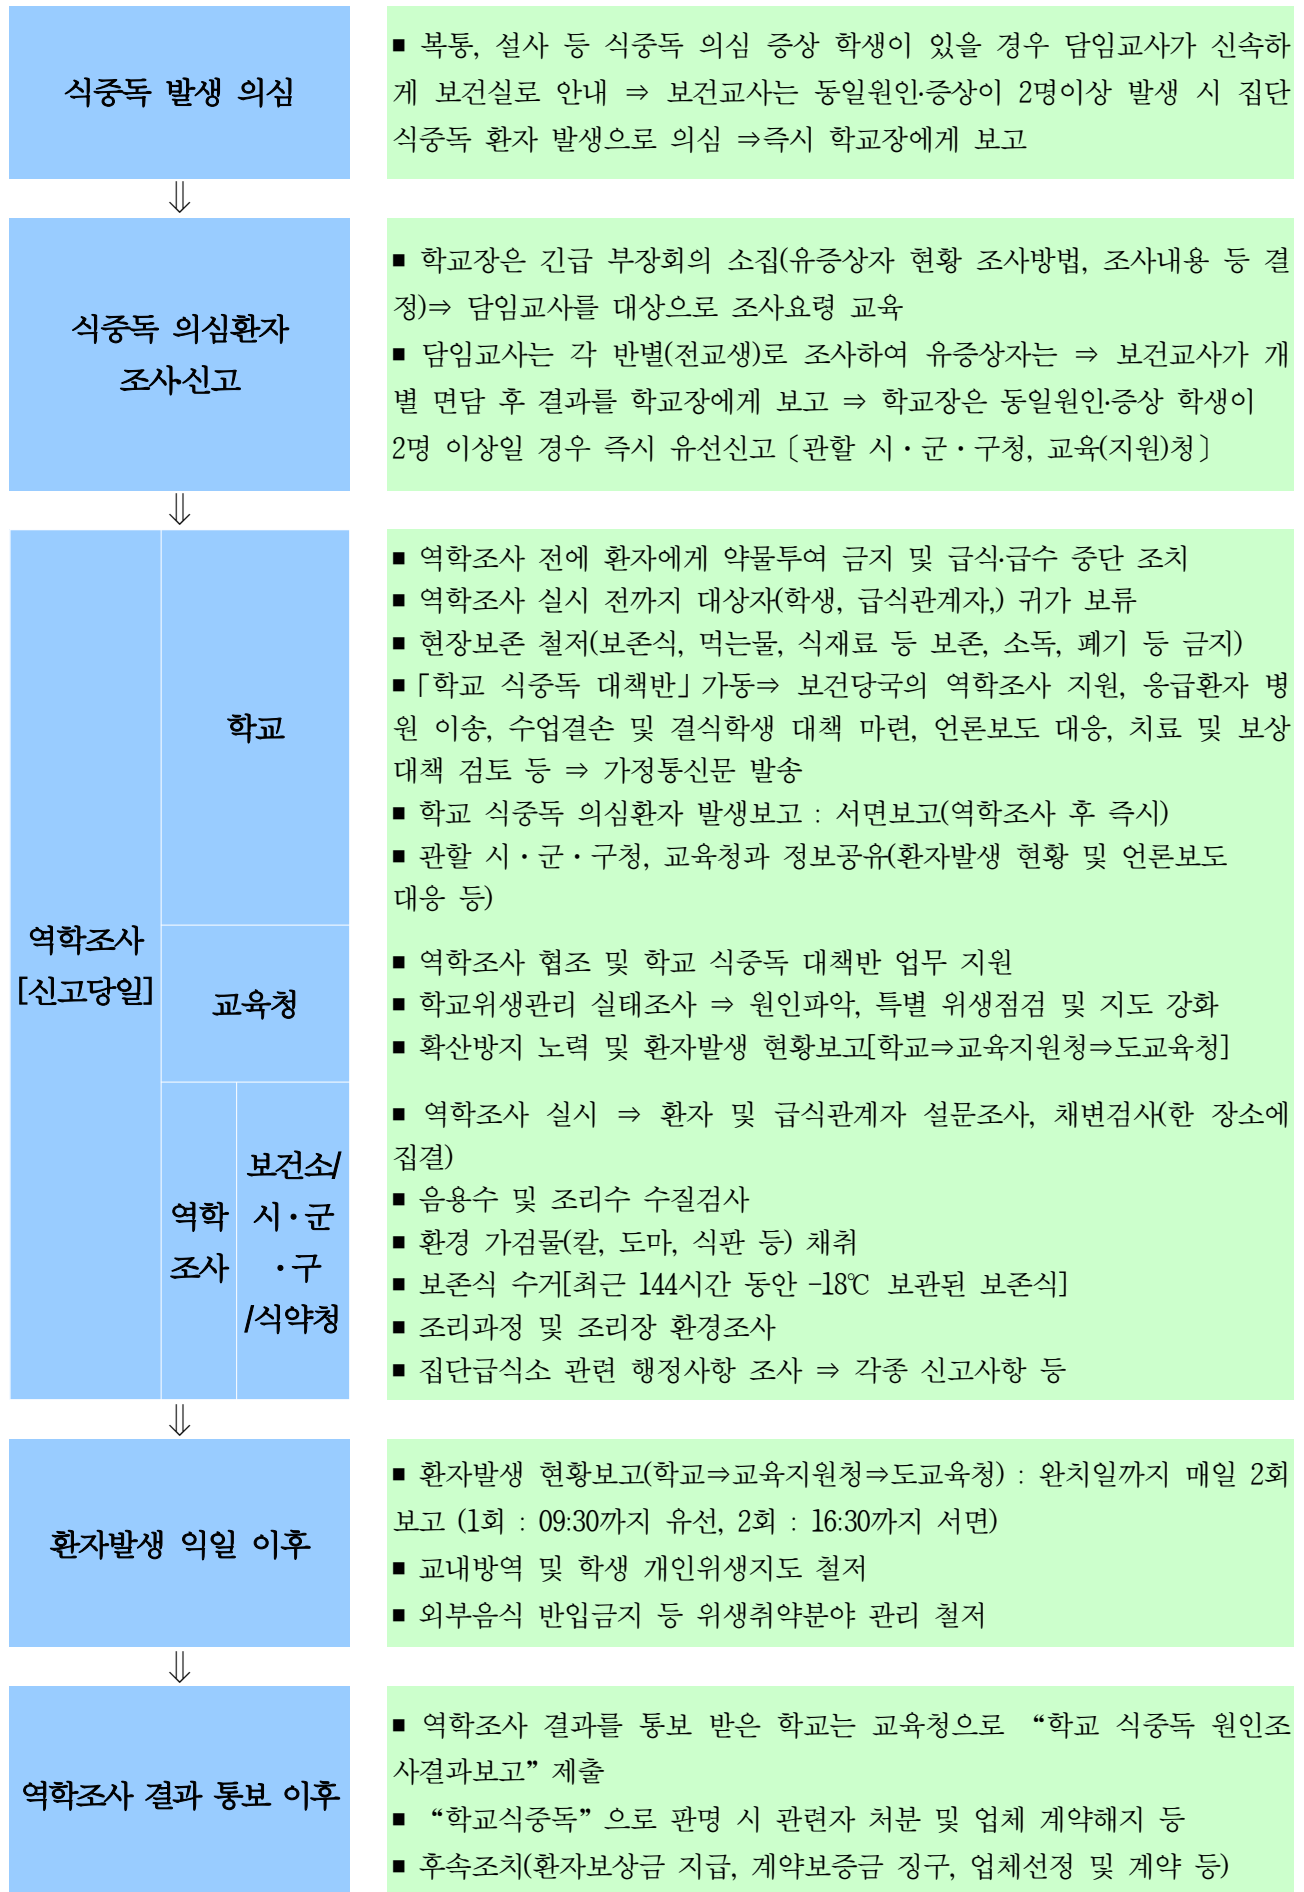 식중독 발생 의심
▪ 복통, 설사 등 식중독 의심 증상 학생이 있을 경우 담임교사가 신속하
게 보건실로 안내 ⇒ 보건교사는 동일원인·증상이 2명이상 발생 시 집단
식중독 환자 발생으로 의심 ⇒즉시 학교장에게 보고
⇓
식중독 의심환자
조사·신고
▪ 학교장은 긴급 부장회의 소집(유증상자 현황 조사방법, 조사내용 등 결
정)⇒ 담임교사를 대상으로 조사요령 교육
▪ 담임교사는 각 반별(전교생)로 조사하여 유증상자는 ⇒ 보건교사가 개
별 면담 후 결과를 학교장에게 보고 ⇒ 학교장은 동일원인·증상 학생이
2명 이상일 경우 즉시 유선신고〔관할 시・군・구청, 교육(지원)청〕
⇓
역학조사
[신고당일]
학교
▪ 역학조사 전에 환자에게 약물투여 금지 및 급식·급수 중단 조치
▪ 역학조사 실시 전까지 대상자(학생, 급식관계자,) 귀가 보류
▪ 현장보존 철저(보존식, 먹는물, 식재료 등 보존, 소독, 폐기 등 금지)
▪「학교 식중독 대책반」가동⇒ 보건당국의 역학조사 지원, 응급환자 병
원 이송, 수업결손 및 결식학생 대책 마련, 언론보도 대응, 치료 및 보상
대책 검토 등 ⇒ 가정통신문 발송
▪ 학교 식중독 의심환자 발생보고 : 서면보고(역학조사 후 즉시)
▪ 관할 시・군・구청, 교육청과 정보공유(환자발생 현황 및 언론보도
대응 등)
교육청
▪ 역학조사 협조 및 학교 식중독 대책반 업무 지원
▪ 학교위생관리 실태조사 ⇒ 원인파악, 특별 위생점검 및 지도 강화
▪ 확산방지 노력 및 환자발생 현황보고[학교⇒교육지원청⇒도교육청]
역학
조사
보건소/
시・군
・구
/식약청
▪ 역학조사 실시 ⇒ 환자 및 급식관계자 설문조사, 채변검사(한 장소에
집결)
▪ 음용수 및 조리수 수질검사
▪ 환경 가검물(칼, 도마, 식판 등) 채취
▪ 보존식 수거[최근 144시간 동안 -18℃ 보관된 보존식]
▪ 조리과정 및 조리장 환경조사
▪ 집단급식소 관련 행정사항 조사 ⇒ 각종 신고사항 등
⇓
환자발생 익일 이후
▪ 환자발생 현황보고(학교⇒교육지원청⇒도교육청) : 완치일까지 매일 2회
보고 (1회 : 09:30까지 유선, 2회 : 16:30까지 서면)
▪ 교내방역 및 학생 개인위생지도 철저
▪ 외부음식 반입금지 등 위생취약분야 관리 철저
⇓
역학조사 결과 통보 이후
▪ 역학조사 결과를 통보 받은 학교는 교육청으로 “학교 식중독 원인조
사결과보고” 제출
▪ “학교식중독”으로 판명 시 관련자 처분 및 업체 계약해지 등
▪ 후속조치(환자보상금 지급, 계약보증금 징구, 업체선정 및 계약 등)